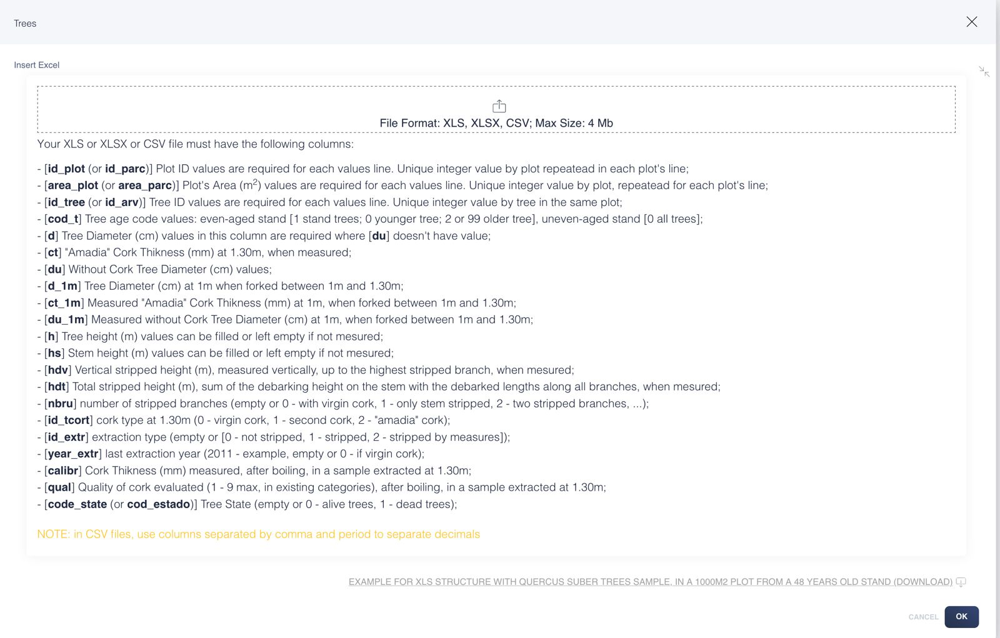 Trees
Insert Excel
File Format: XLS, XLSX, CSV; Max Size: 4 Mb
Your XLS or XLSX or CSV file must have the following columns:
- [id_plot (or id_parc)] Plot ID values are required for each values line. Unique integer value by plot repeatead in each plot's line;
- [area_plot (or area_parc)] Plot's Area (m2) values are required for each values line. Unique integer value by plot, repeatead for each plot's line;
- [id_tree (or id_arv)] Tree ID values are required for each values line. Unique integer value by tree in the same plot;
- [cod_t] Tree age code values: even-aged stand [1 stand trees; 0 younger tree; 2 or 99 older tree], uneven-aged stand [0 all trees];
- [d] Tree Diameter (cm) values in this column are required where [du] doesn't have value;
- [ct] "Amadia" Cork Thikness (mm) at 1.30m, when measured;
- [du] Without Cork Tree Diameter (cm) values;
- [d_1m] Tree Diameter (cm) at 1m when forked between 1m and 1.30m;
- [ct_1m] Measured "Amadia" Cork Thikness (mm) at 1m, when forked between 1m and 1.30m;
- [du_1m] Measured without Cork Tree Diameter (cm) at 1m, when forked between 1m and 1.30m;
- [h] Tree height (m) values can be filled or left empty if not mesured;
- [hs] Stem height (m) values can be filled or left empty if not mesured;
- [hdv] Vertical stripped height (m), measured vertically, up to the highest stripped branch, when mesured;
- [hdt] Total stripped height (m), sum of the debarking height on the stem with the debarked lengths along all branches, when mesured;
- [nbru] number of stripped branches (empty or 0 - with virgin cork, 1 - only stem stripped, 2 - two stripped branches, ...);
- [id_tcort] cork type at 1.30m (0 - virgin cork, 1 - second cork, 2 - "amadia" cork);
- [id_extr] extraction type (empty or [0 - not stripped, 1 - stripped, 2 - stripped by measures]);
- [year_extr] last extraction year (2011 - example, empty or 0 - if virgin cork);
- [calibr] Cork Thikness (mm) measured, after boiling, in a sample extracted at 1.30m;
- [qual] Quality of cork evaluated (1 - 9 max, in existing categories), after boiling, in a sample extracted at 1.30m;
- [code_state (or cod_estado)] Tree State (empty or 0 - alive trees, 1 - dead trees);
NOTE: in CSV files, use columns separated by comma and period to separate decimals
EXAMPLE FOR XLS STRUCTURE WITH QUERCUS SUBER TREES SAMPLE, IN A 1000M2 PLOT FROM A 48 YEARS OLD STAND (DOWNLOAD)
CANCEL OK